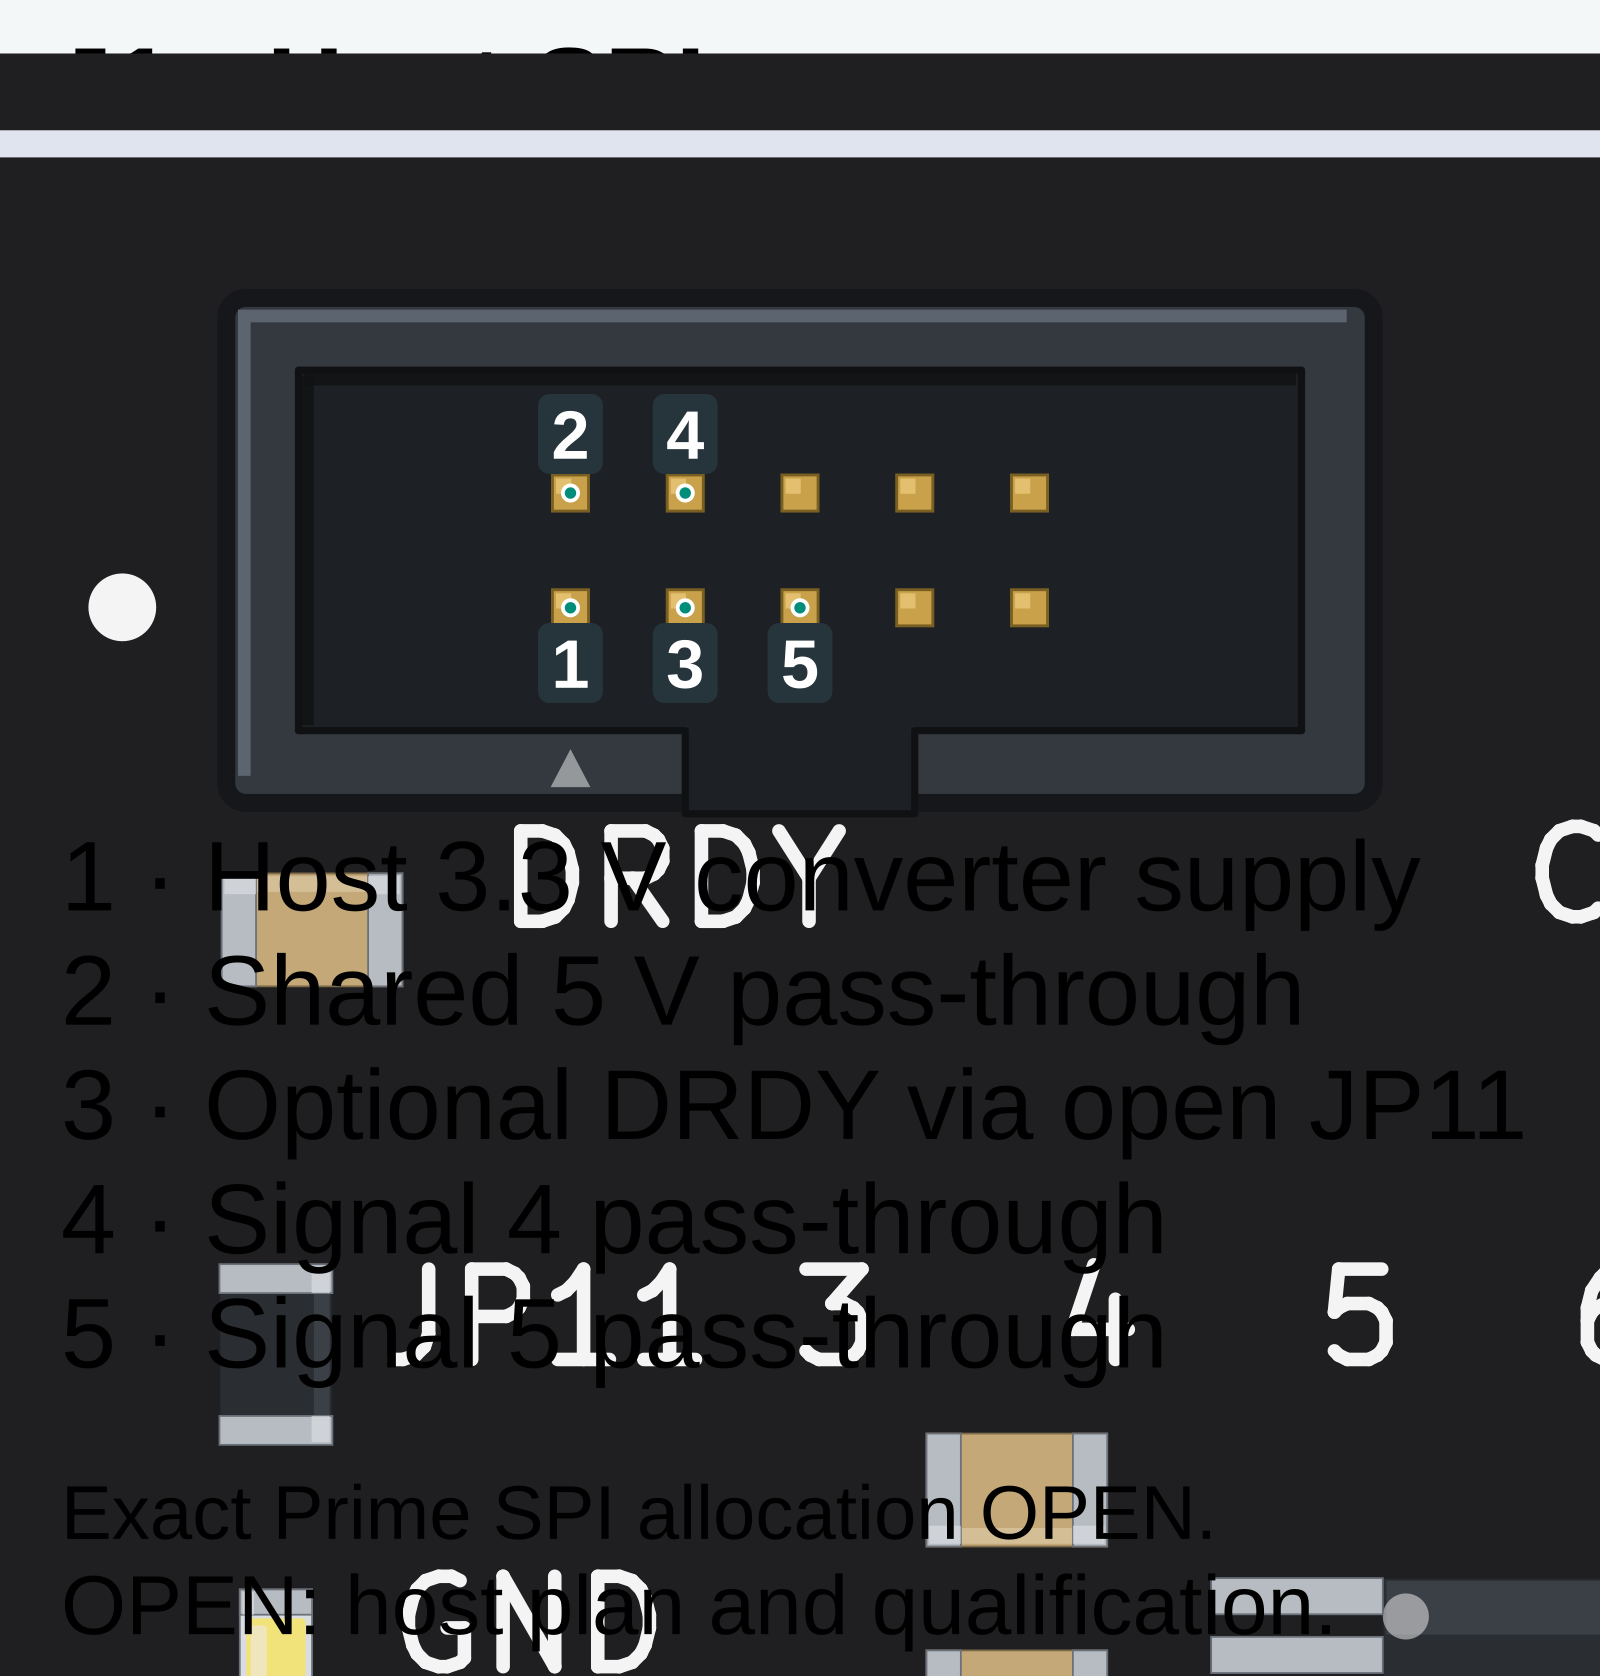 2 4
1 3 5
DRDY
1 · Host 3.3 V converter supply
2 · Shared 5 V pass-through
3 · Optional DRDY via open JP11
4 · Signal 4 pass-through
JP11 3 4 5 6
5 · Signal 5 pass-through
Exact Prime SPI allocation OPEN.
GND
OPEN: host plan and qualification.